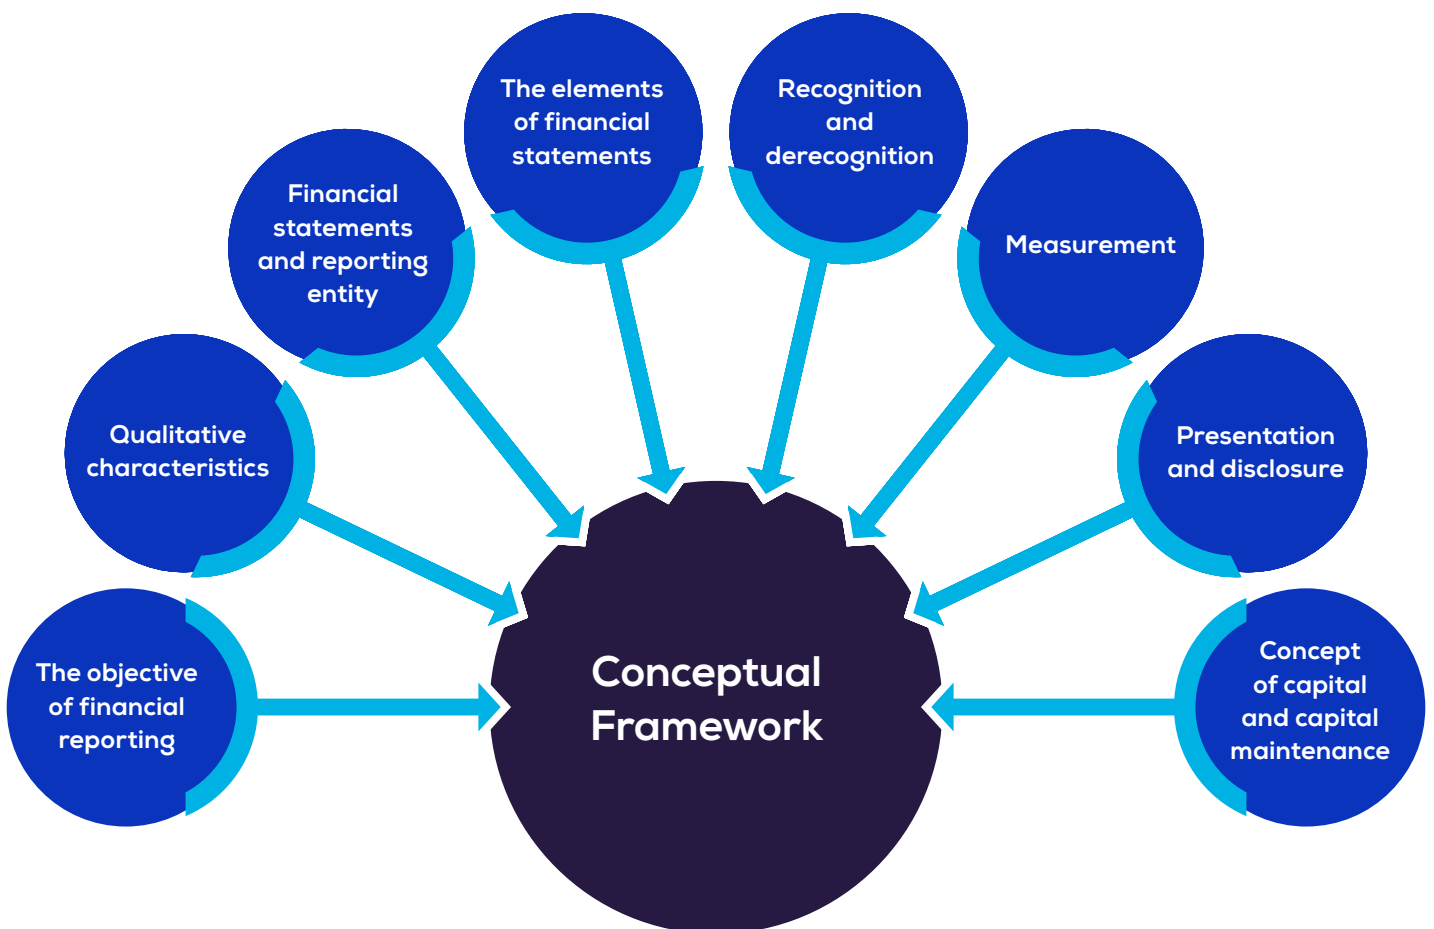 The objective
of financial
reporting
Qualitative
characteristics
Financial
statements
and reporting
entity
The elements
of financial
statements
Recognition
and
derecognition
Measurement
Presentation
and disclosure
Concept
of capital
and capital
maintenance
Conceptual
Framework